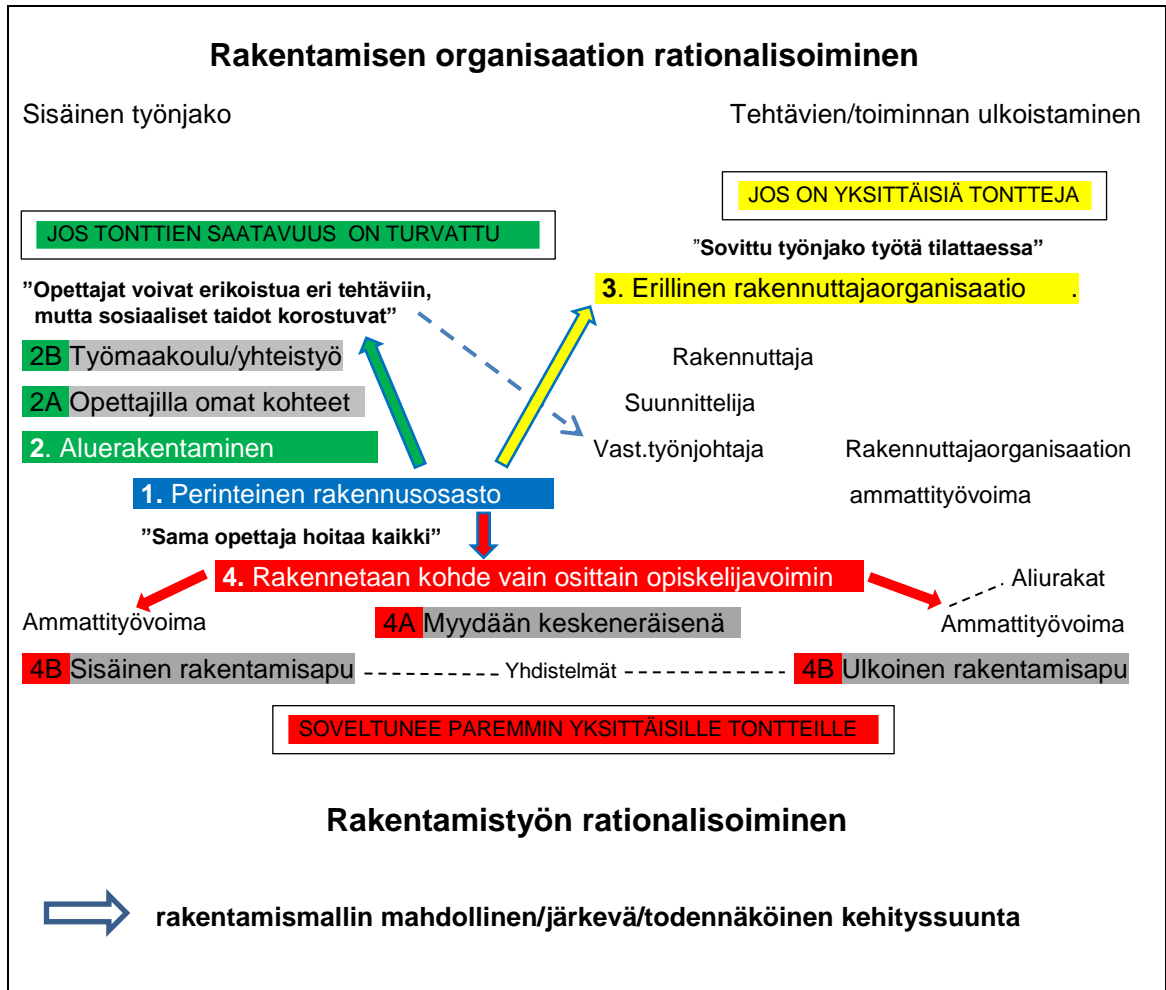 Rakentamisen organisaation rationalisoiminen
Sisäinen työnjako
Tehtävien/toiminnan ulkoistaminen
JOS ON YKSITTÄISIÄ TONTTEJA
JOS TONTTIEN SAATAVUUS ON TURVATTU
"Sovittu työnjako työtä tilattaessa"
”Opettajat voivat erikoistua eri tehtäviin,
mutta sosiaaliset taidot korostuvat”
3. Erillinen rakennuttajaorganisaatio .
2B Työmaakoulu/yhteistyö
Rakennuttaja
2A Opettajilla omat kohteet
Suunnittelija
2. Aluerakentaminen
Vast.työnjohtaja
Rakennuttajaorganisaation
ammattityövoima
1. Perinteinen rakennusosasto
”Sama opettaja hoitaa kaikki”
4. Rakennetaan kohde vain osittain opiskelijavoimin
Aliurakat
Ammattityövoima
4A Myydään keskeneräisenä
Ammattityövoima
4B Sisäinen rakentamisapu
Yhdistelmät
4B Ulkoinen rakentamisapu
SOVELTUNEE PAREMMIN YKSITTÄISILLE TONTTEILLE
Rakentamistyön rationalisoiminen
rakentamismallin mahdollinen/järkevä/todennäköinen kehityssuunta